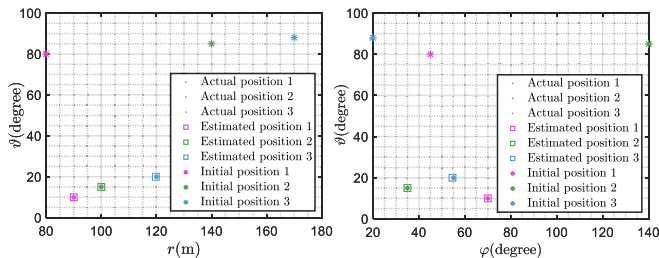 100
80
60
40
20
0
ϑ(degree)
80 100 120 140 160 180
r(m)
Actual position 1
Actual position 2
Actual position 3
Estimated position 1
Estimated position 2
Estimated position 3
Initial position 1
Initial position 2
Initial position 3
100
80
60
40
20
0
ϑ(degree)
20 40 60 80 100 120 140
φ(degree)
Actual position 1
Actual position 2
Actual position 3
Estimated position 1
Estimated position 2
Estimated position 3
Initial position 1
Initial position 2
Initial position 3